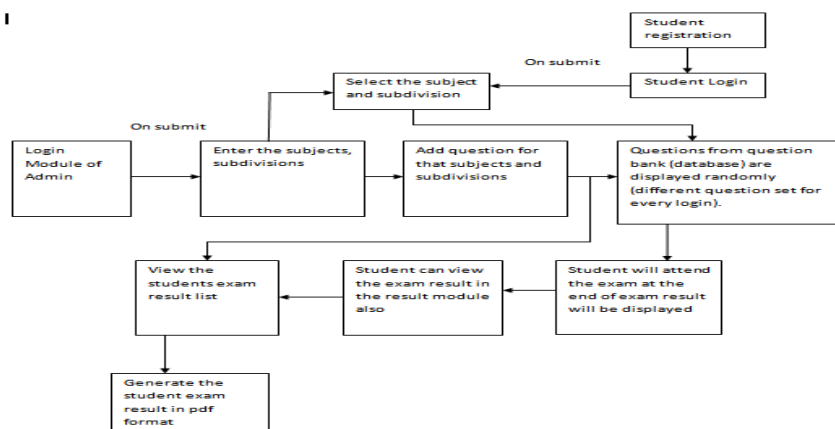 I
Student
registration
On submit
Student Login
Select the subject
and subdivision
On submit
Login
Module of
Admin
Enter the subjects,
subdivisions
Add question for
that subjects and
subdivisions
Questions from question
bank (database) are
displayed randomly
(different question set for
every login).
View the
students exam
result list
Student can view
the exam result in
the result module
also
Student will attend
the exam at the
end of exam result
will be displayed
Generate the
student exam
result in pdf
format